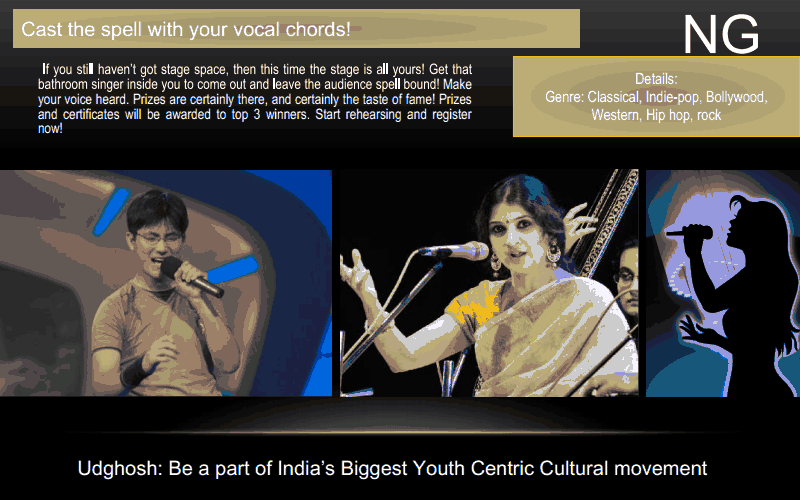 Cast the spell with your vocal chords!
NG
If you still haven't got stage space, then this time the stage is all yours! Get that
bathroom singer inside you to come out and leave the audience spell bound! Make
your voice heard. Prizes are certainly there, and certainly the taste of fame! Prizes
and certificates will be awarded to top 3 winners. Start rehearsing and register
now!
Details:
Genre: Classical, Indie-pop, Bollywood,
Western, Hip hop, rock
Udghosh: Be a part of India's Biggest Youth Centric Cultural movement